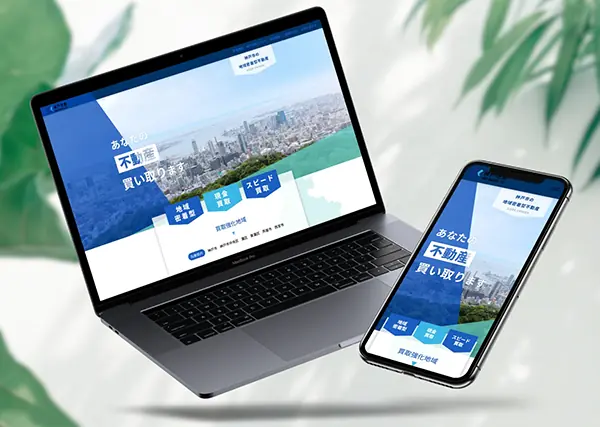 神戸市の
地域密着型不動産
あなたの
不動産
買い取ります
地域
密着型
現金
買取
スピード
買取
買取強化地域
MacBook Pro
神戸市の
地域密着型不動産
あなたの
不動産
買い取ります
地域
密着型
現金
買取
スピード
買取
買取強化地域